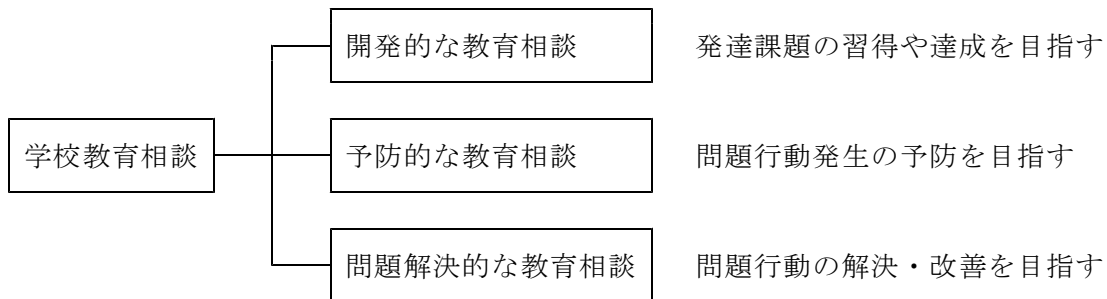 開発的な教育相談 発達課題の習得や達成を目指す
学校教育相談 予防的な教育相談 問題行動発生の予防を目指す
問題解決的な教育相談 問題行動の解決・改善を目指す